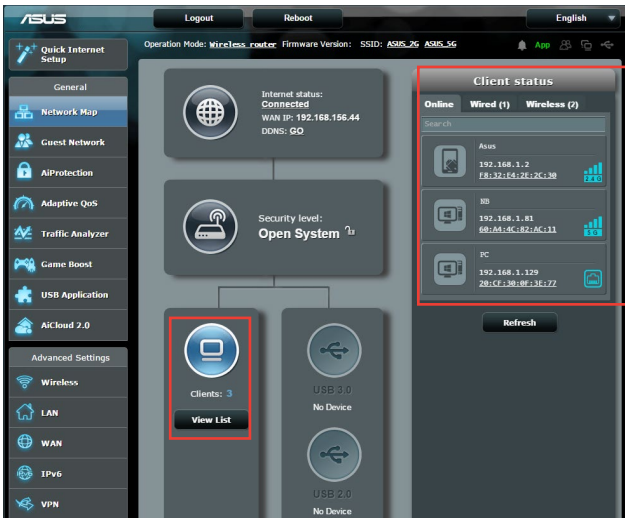 ASUS
Logout
Reboot
English
Quick Internet
Setup
Operation Mode: Wireless router Firmware Version: SSID: ASUS_2G ASUS_5G
App
General
Network Map
Guest Network
AiProtection
Adaptive QoS
Traffic Analyzer
Game Boost
USB Application
AiCloud 2.0
Advanced Settings
Wireless
LAN
WAN
IPv6
VPN
Internet status:
Connected
WAN IP: 192.168.156.44
DDNS: GO
Security level:
Open System
Clients: 3
View List
USB 3.0
No Device
USB 2.0
No Device
Client status
Online Wired (1) Wireless (2)
Search
Asus
192.168.1.2
F8:32:E4:2E:2C:30
2.4G
NB
192.168.1.81
60:A4:4C:82:AC:11
5G
PC
192.168.1.129
20:CF:30:0F:3E:77
Refresh